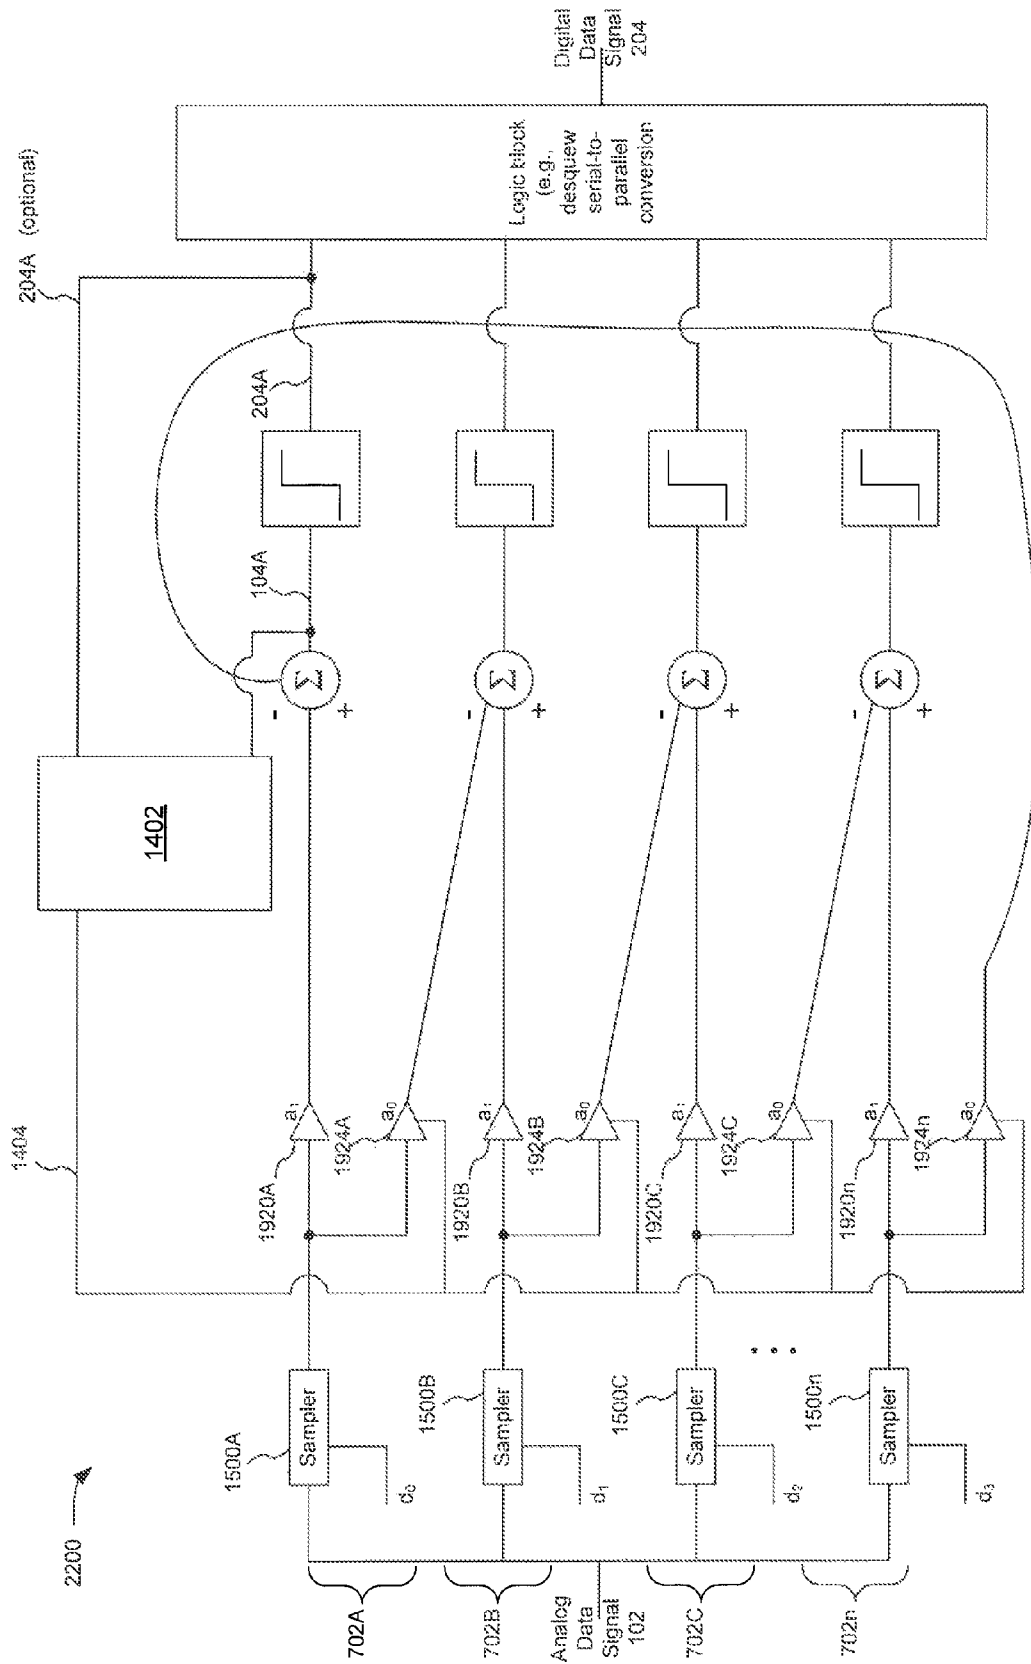 2200
1404
1402
204A (optional)
702A
1500A
Sampler
d₀
1920A
a₁
1924A
a₀
Σ
-
+
104A
204A
702B
1500B
Sampler
d₁
1920B
a₁
1924B
a₀
Σ
-
+
Analog
Data
Signal
102
702C
1500C
Sampler
d₂
1920C
a₁
1924C
a₀
Σ
-
+
. . .
702n
1500n
Sampler
d₃
1920n
a₁
1924n
a₀
Σ
-
+
Logic block
(e.g.,
desquew
serial-to-
parallel
conversion
Digital
Data
Signal
204